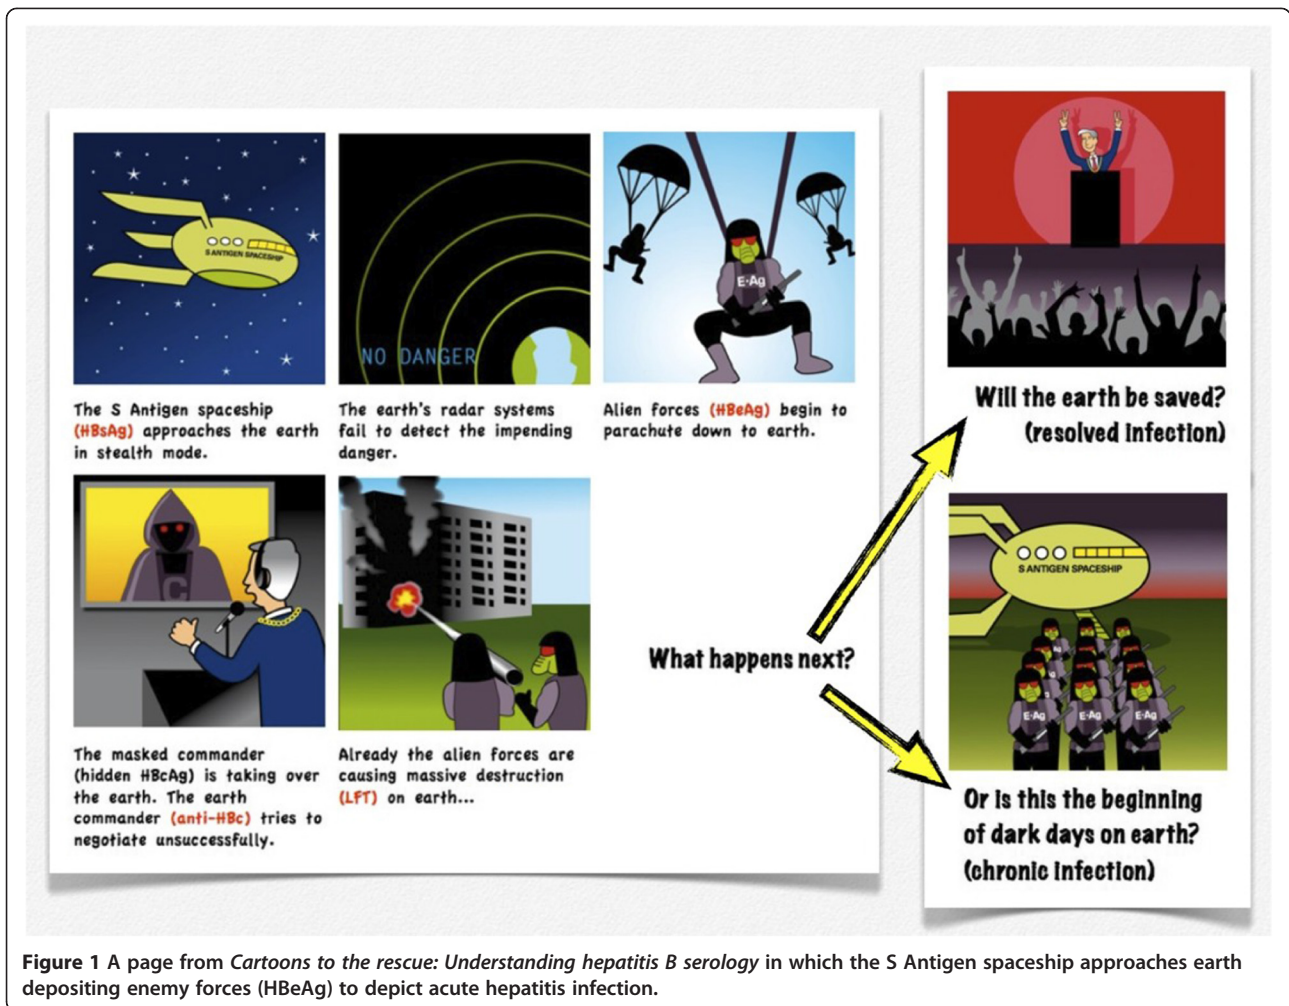 S ANTIGEN SPACESHIP
The S Antigen spaceship
(HBsAg) approaches the earth
in stealth mode.
NO DANGER
The earth's radar systems
fail to detect the impending
danger.
E·Ag
Alien forces (HBeAg) begin to
parachute down to earth.
C
The masked commander
(hidden HBcAg) is taking over
the earth. The earth
commander (anti-HBc) tries to
negotiate unsuccessfully.
Already the alien forces are
causing massive destruction
(LFT) on earth...
What happens next?
Will the earth be saved?
(resolved infection)
S ANTIGEN SPACESHIP
E·Ag
E·Ag
E·Ag
Or is this the beginning
of dark days on earth?
(chronic infection)
Figure 1 A page from Cartoons to the rescue: Understanding hepatitis B serology in which the S Antigen spaceship approaches earth
depositing enemy forces (HBeAg) to depict acute hepatitis infection.